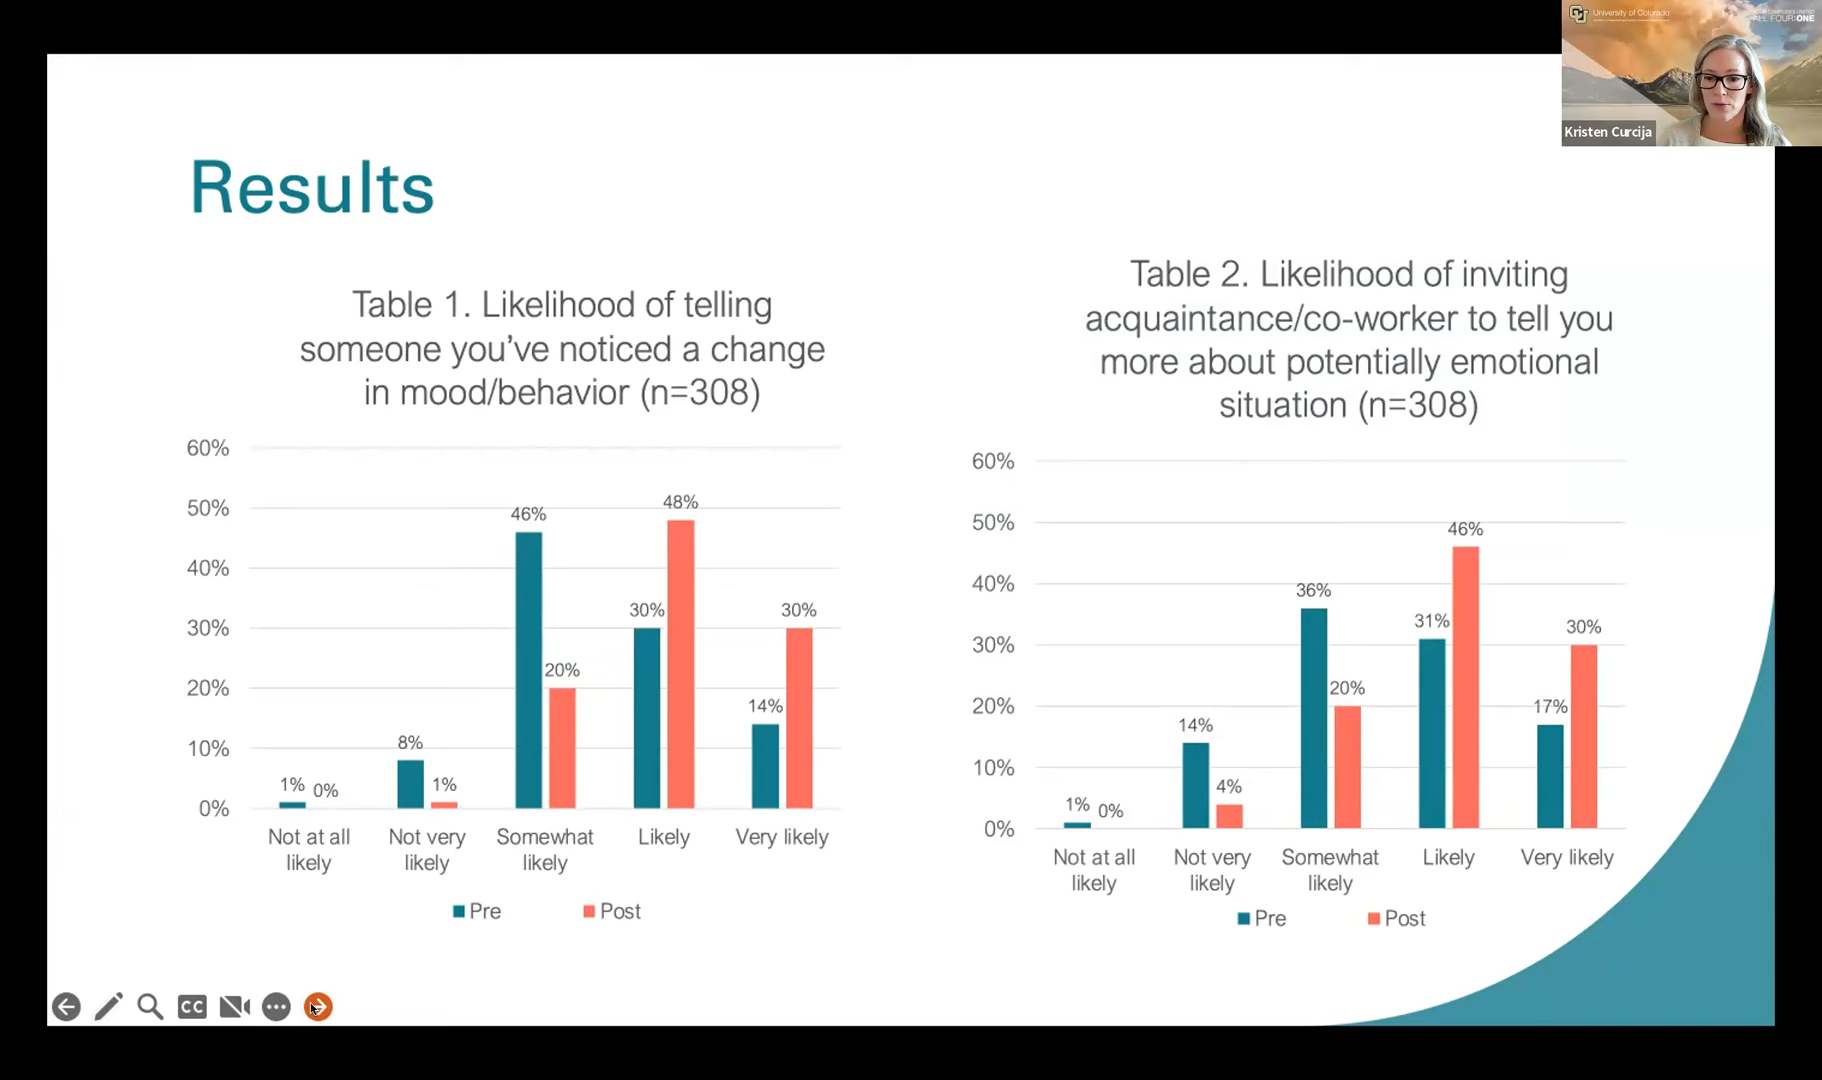 University of Colorado
ALL FOUR:ONE
Kristen Curcija
Results
Table 1. Likelihood of telling
someone you've noticed a change
in mood/behavior (n=308)
60%
50%
40%
30%
20%
10%
0%
1%
0%
8%
1%
46%
20%
30%
48%
14%
30%
Not at all
likely
Not very
likely
Somewhat
likely
Likely
Very likely
Pre
Post
Table 2. Likelihood of inviting
acquaintance/co-worker to tell you
more about potentially emotional
situation (n=308)
60%
50%
40%
30%
20%
10%
0%
1%
0%
14%
4%
36%
20%
31%
46%
17%
30%
Not at all
likely
Not very
likely
Somewhat
likely
Likely
Very likely
Pre
Post
CC